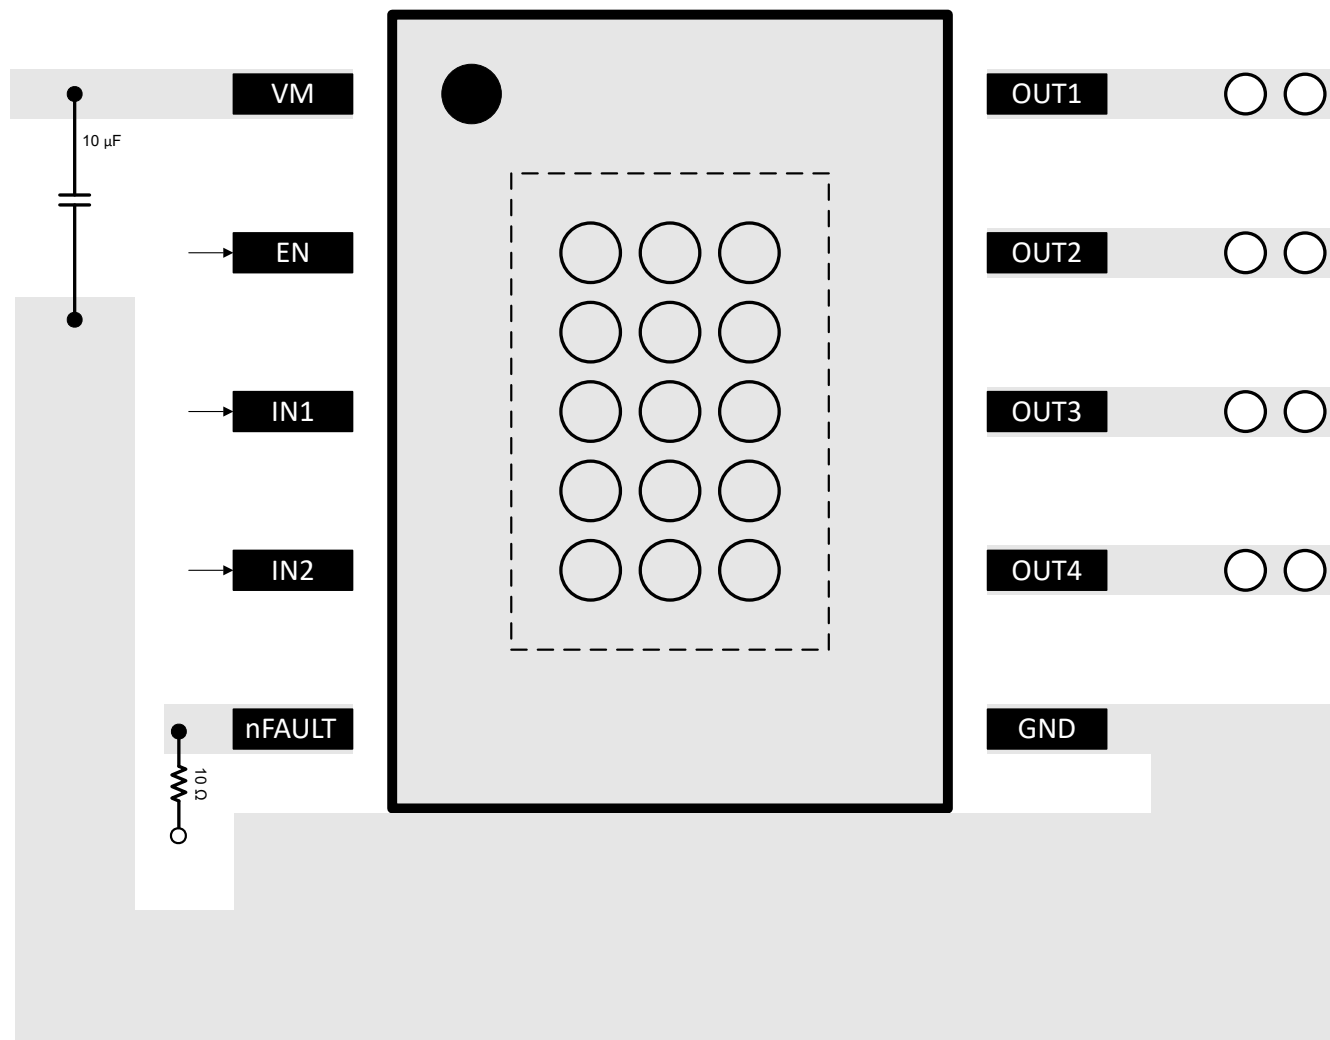 VM
OUT1
10 µF
EN
OUT2
IN1
OUT3
IN2
OUT4
nFAULT
GND
10 Ω